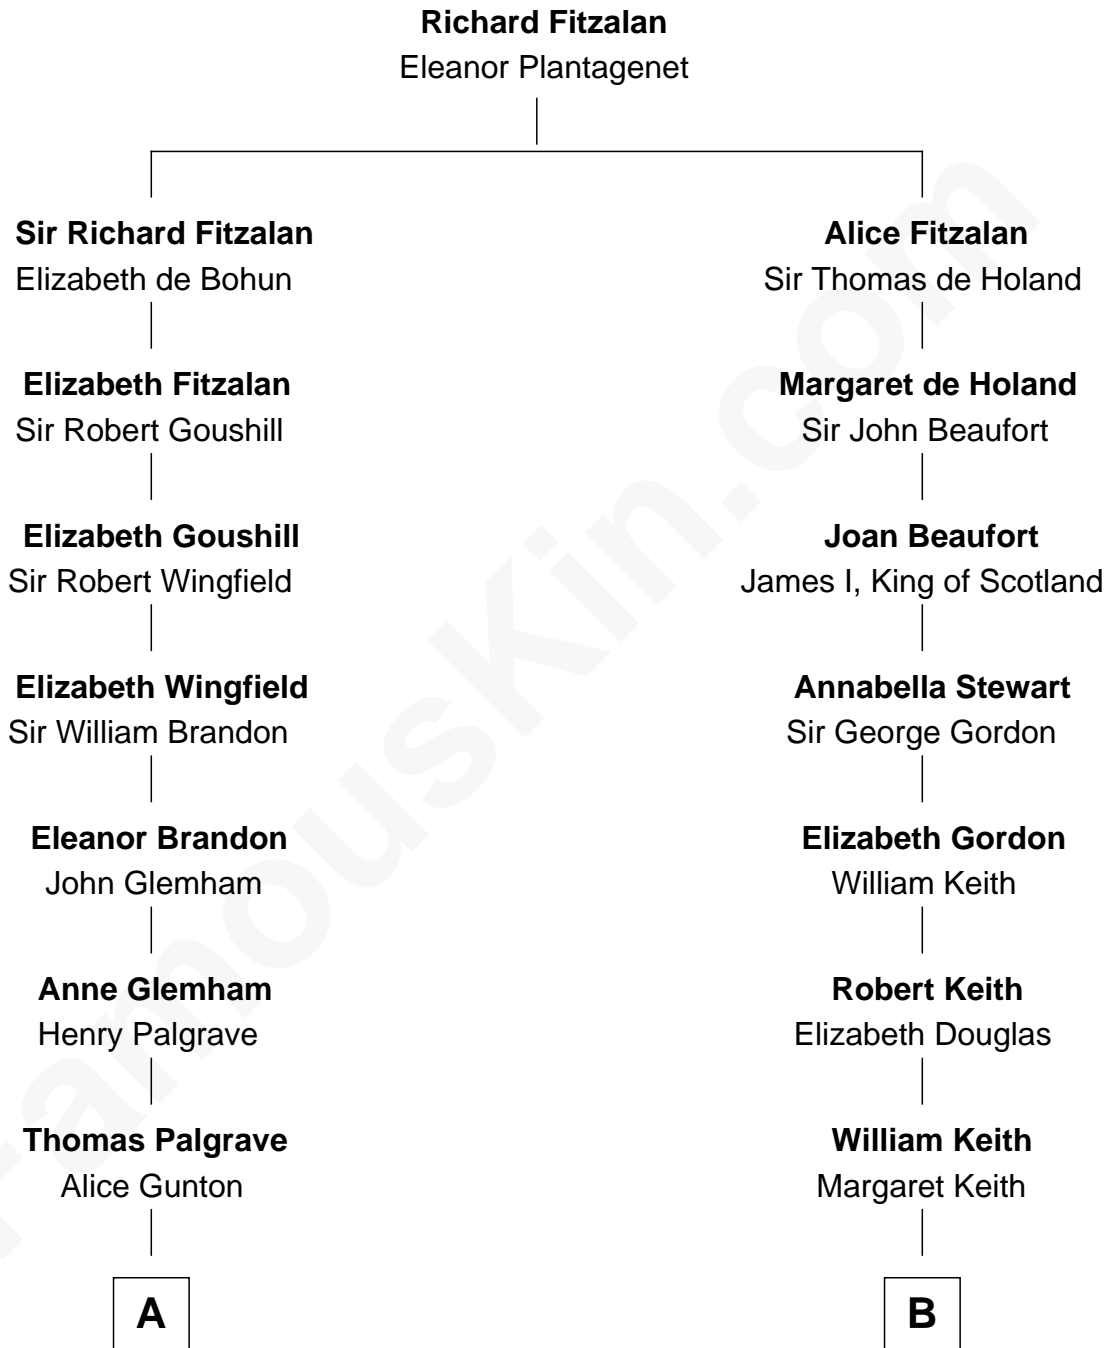 Richard Fitzalan
Eleanor Plantagenet
Sir Richard Fitzalan
Elizabeth de Bohun
Elizabeth Fitzalan
Sir Robert Goushill
Elizabeth Goushill
Sir Robert Wingfield
Elizabeth Wingfield
Sir William Brandon
Eleanor Brandon
John Glemham
Anne Glemham
Henry Palgrave
Thomas Palgrave
Alice Gunton
A
Alice Fitzalan
Sir Thomas de Holand
Margaret de Holand
Sir John Beaufort
Joan Beaufort
James I, King of Scotland
Annabella Stewart
Sir George Gordon
Elizabeth Gordon
William Keith
Robert Keith
Elizabeth Douglas
William Keith
Margaret Keith
B
FamousKin.com